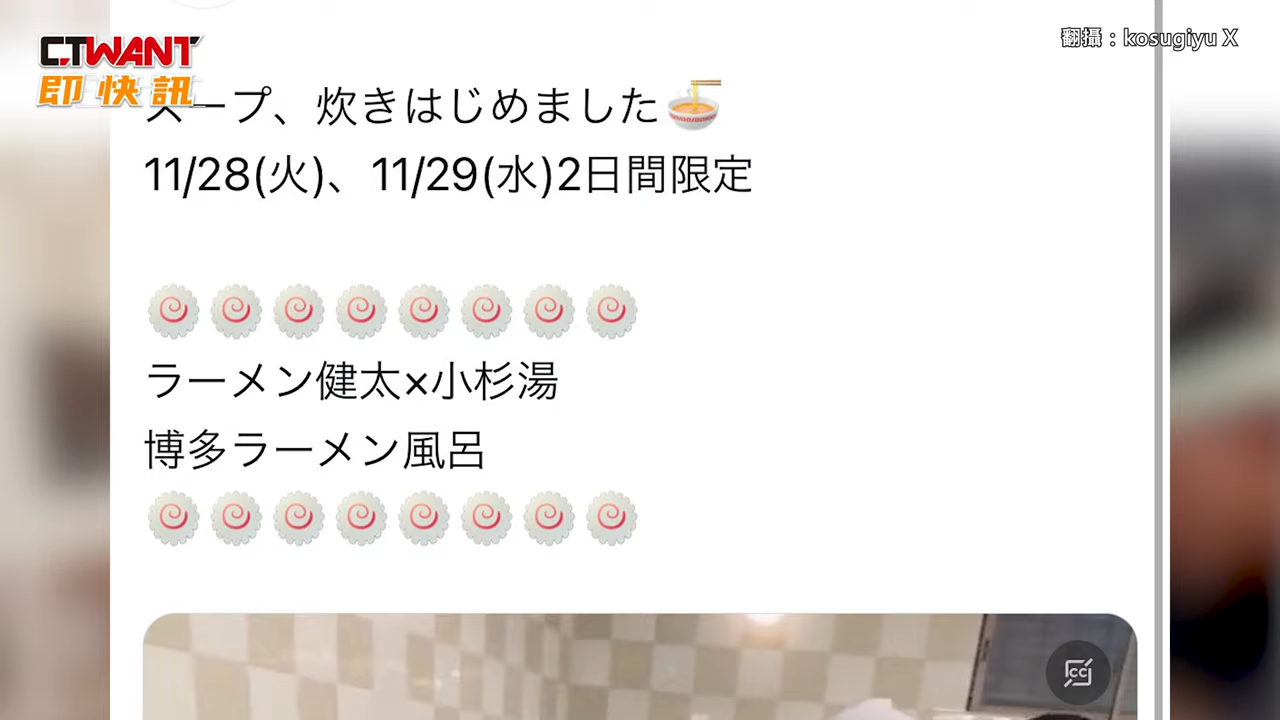 CTWANT
即快訊
翻攝：kosugiyu X
スープ、炊きはじめました🍜
11/28(火)、11/29(水)2日間限定
🍥🍥🍥🍥🍥🍥🍥🍥
ラーメン健太×小杉湯
博多ラーメン風呂
🍥🍥🍥🍥🍥🍥🍥🍥
CC